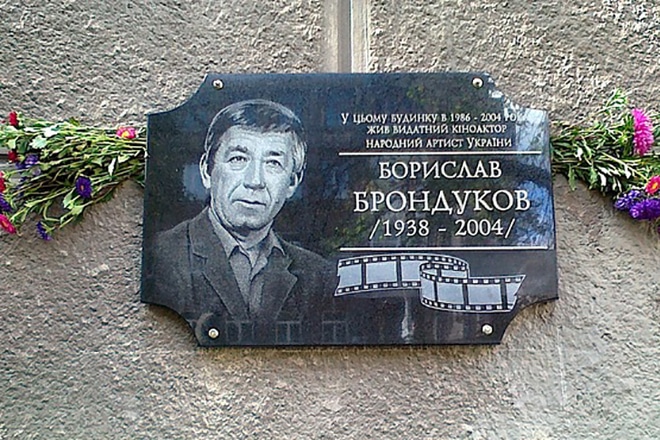 У ЦЬОМУ БУДИНКУ В 1986 - 2004 РОКАХ
ЖИВ ВИДАТНИЙ КІНОАКТОР
НАРОДНИЙ АРТИСТ УКРАЇНИ
БОРИСЛАВ
БРОНДУКОВ
/1938 - 2004/